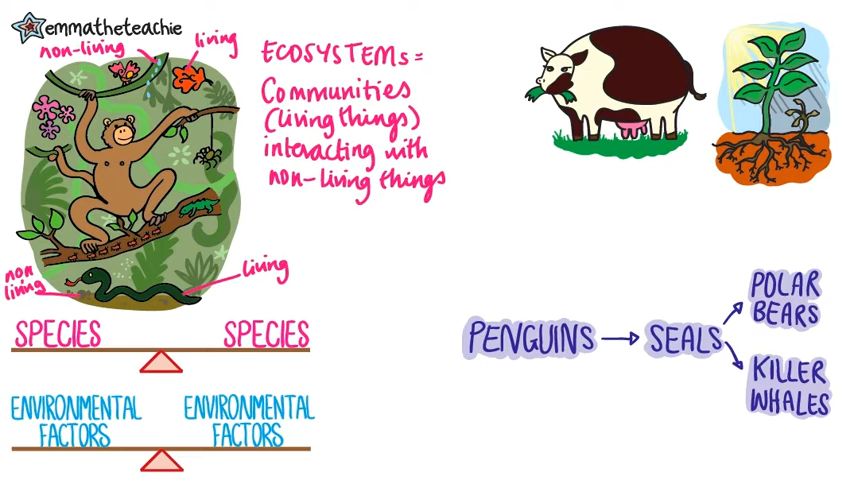 emmatheteachie
non-living
living
ECOSYSTEMS =
Communities
(living things)
interacting with
non-living things
non
living
living
SPECIES SPECIES
ENVIRONMENTAL
FACTORS
ENVIRONMENTAL
FACTORS
PENGUINS
SEALS
POLAR
BEARS
KILLER
WHALES